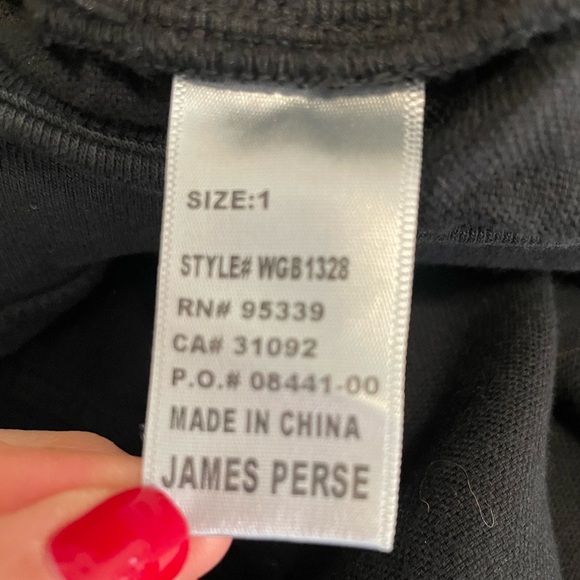 SIZE:1
STYLE# WGB1328
RN# 95339
CA# 31092
P.O.# 08441-00
MADE IN CHINA
JAMES PERSE